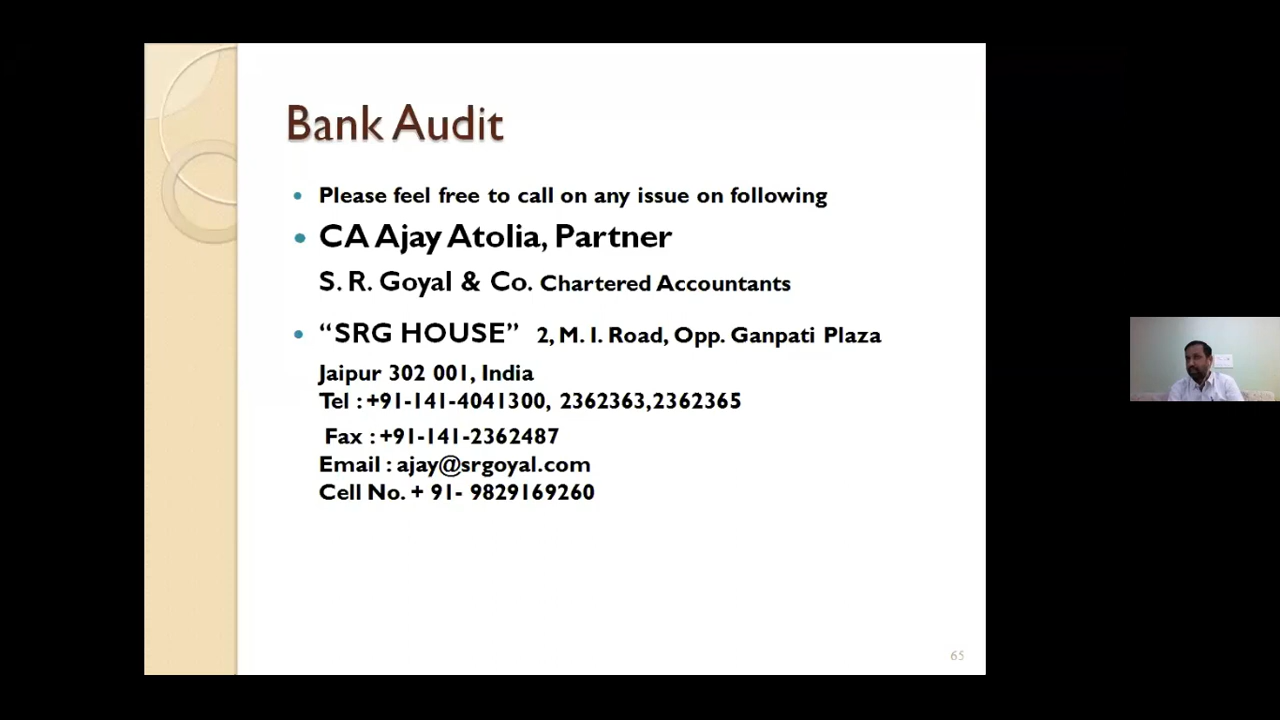 Bank Audit
Please feel free to call on any issue on following
CA Ajay Atolia, Partner
S. R. Goyal & Co. Chartered Accountants
“SRG HOUSE” 2, M. I. Road, Opp. Ganpati Plaza
Jaipur 302 001, India
Tel : +91-141-4041300, 2362363,2362365
Fax : +91-141-2362487
Email : ajay@srgoyal.com
Cell No. + 91- 9829169260
65